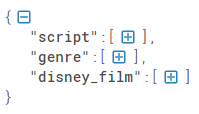 {
"script":[ ],
"genre":[ ],
"disney_film":[ ]
}